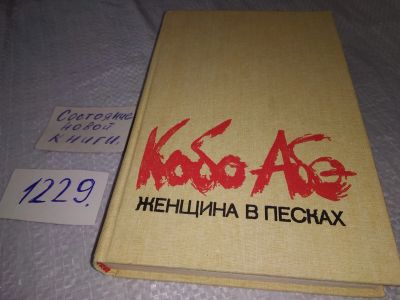 Состояние
новой
книги.
1229.
Кобо Абэ
ЖЕНЩИНА В ПЕСКАХ